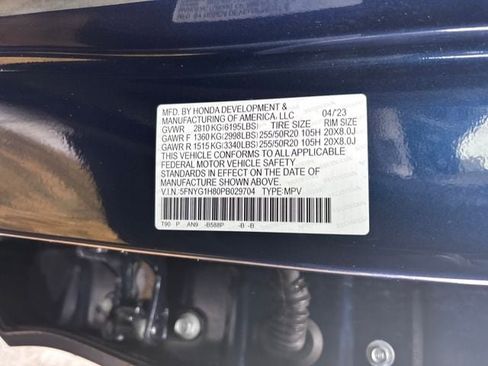 MFD. BY HONDA DEVELOPMENT &
MANUFACTURING OF AMERICA, LLC 04/23
GVWR 2810 KG(6195LBS) TIRE SIZE RIM SIZE
GAWR F 1360 KG(2998LBS) 255/50R20 105H 20X8.0J
GAWR R 1515 KG(3340LBS) 255/50R20 105H 20X8.0J
THIS VEHICLE CONFORMS TO ALL APPLICABLE
FEDERAL MOTOR VEHICLE SAFETY
STANDARDS IN EFFECT ON THE DATE OF
MANUFACTURE SHOWN ABOVE.
V.I.N. 5FNYG1H80PB029704 TYPE: MPV
T90 P AN9 -B588P -B -B